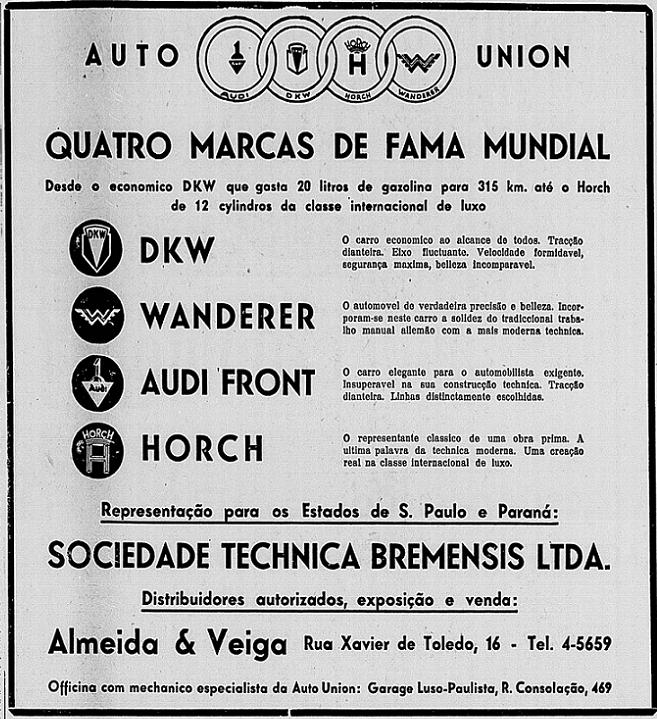 AUTO UNION
AUDI DKW HORCH WANDERER
QUATRO MARCAS DE FAMA MUNDIAL
Desde o economico DKW que gasta 20 litros de gazolina para 315 km. até o Horch
de 12 cylindros da classe internacional de luxo
DKW
DKW
O carro economico ao alcance de todos. Tracção
dianteira. Eixo fluctuante. Velocidade formidavel,
segurança maxima, belleza incomparavel.
WANDERER
O automovel de verdadeira precisão e belleza. Incor-
poram-se neste carro a solidez do tradiccional traba-
lho manual allemão com a mais moderna technica.
Audi
AUDI FRONT
O carro elegante para o automobilista exigente.
Insuperavel na sua construcção technica. Tracção
dianteira. Linhas distinctamente escolhidas.
HORCH
HORCH
O representante classico de uma obra prima. A
ultima palavra da technica moderna. Uma creação
real na classe internacional de luxo.
Representação para os Estados de S. Paulo e Paraná:
SOCIEDADE TECHNICA BREMENSIS LTDA.
Distribuidores autorizados, exposição e venda:
Almeida & Veiga Rua Xavier de Toledo, 16 - Tel. 4-5659
Officina com mechanico especialista da Auto Union: Garage Luso-Paulista, R. Consolação, 469